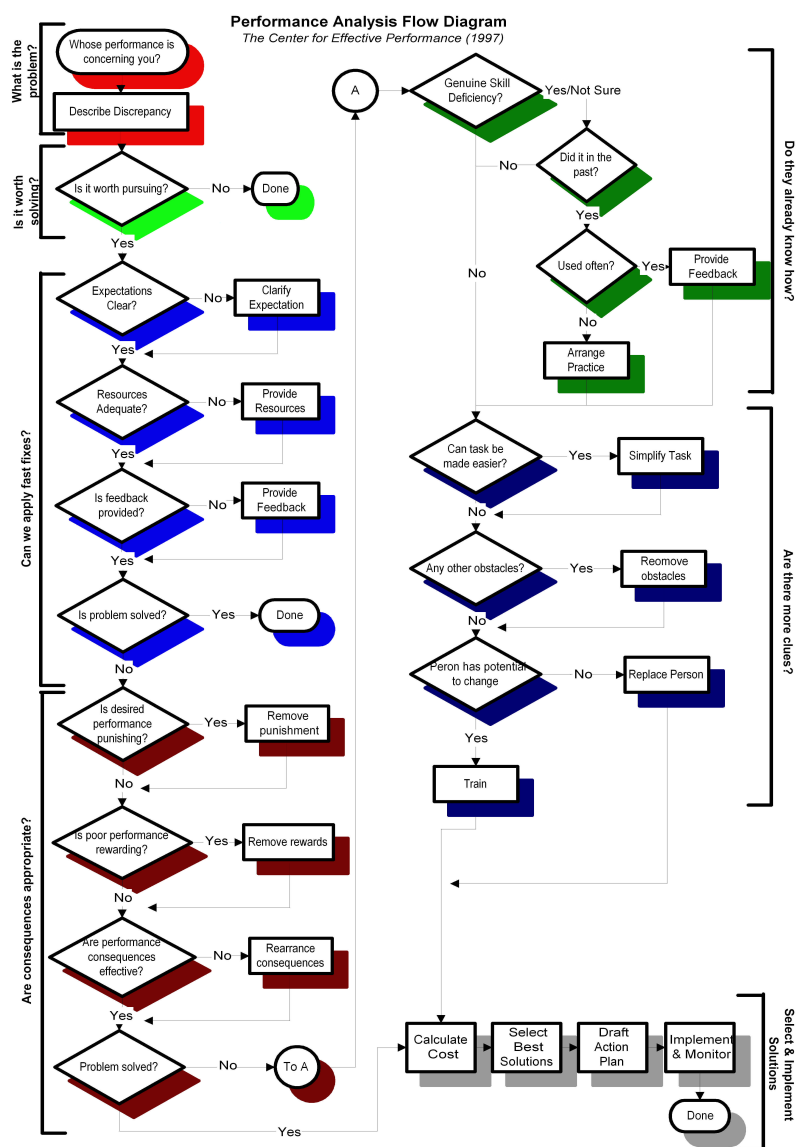 Performance Analysis Flow Diagram
The Center for Effective Performance (1997)
What is the
problem?
Whose performance is
concerning you?
Describe Discrepancy
Is it worth
solving?
Is it worth pursuing?
No
Done
Yes
Can we apply fast fixes?
Expectations
Clear?
No
Clarify
Expectation
Yes
Resources
Adequate?
No
Provide
Resources
Yes
Is feedback
provided?
No
Provide
Feedback
Yes
Is problem solved?
Yes
Done
No
Are consequences appropriate?
Is desired
performance
punishing?
Yes
Remove
punishment
No
Is poor performance
rewarding?
Yes
Remove rewards
No
Are performance
consequences
effective?
No
Rearrance
consequences
Yes
Problem solved?
No
To A
Yes
A
Genuine Skill
Deficiency?
Yes/Not Sure
Did it in the
past?
No
Yes
Used often?
Yes
Provide
Feedback
No
No
Arrange
Practice
Do they already know how?
Can task be
made easier?
Yes
Simplify Task
No
Any other obstacles?
Yes
Reomove
obstacles
No
Peron has potential
to change
No
Replace Person
Yes
Train
Are there more clues?
Calculate
Cost
Select
Best
Solutions
Draft
Action
Plan
Implement
& Monitor
Done
Select & Implement
Solutions